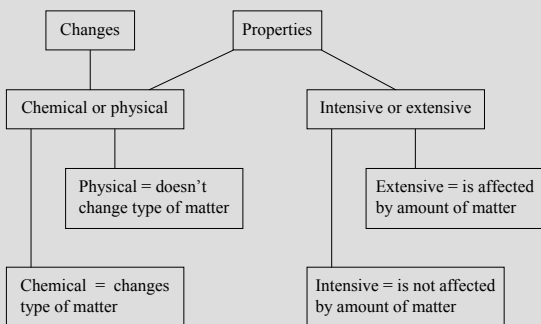 Changes
Properties
Chemical or physical
Intensive or extensive
Physical = doesn't
change type of matter
Extensive = is affected
by amount of matter
Chemical = changes
type of matter
Intensive = is not affected
by amount of matter